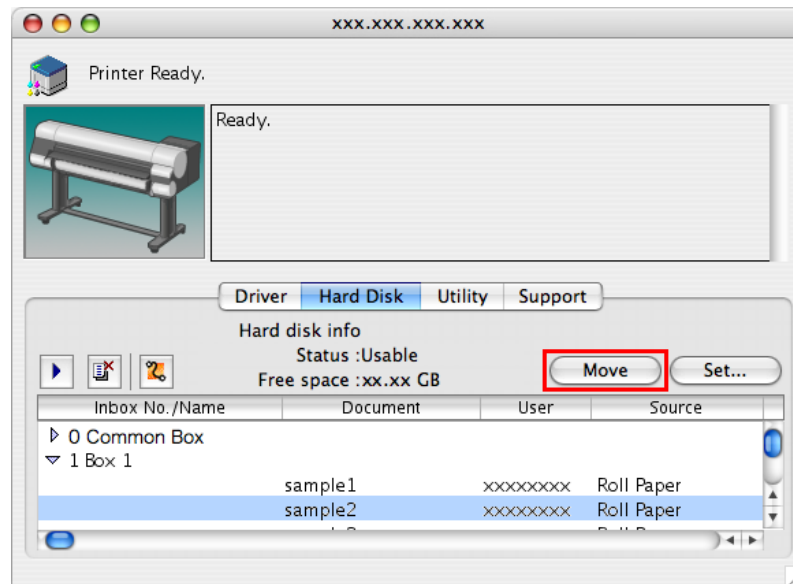 xxx.xxx.xxx.xxx
Printer Ready.
Ready.
Driver Hard Disk Utility Support
Hard disk info
Status :Usable
Free space :xx.xx GB
Move Set...
Inbox No./Name Document User Source
0 Common Box
1 Box 1
sample1 xxxxxxxx Roll Paper
sample2 xxxxxxxx Roll Paper